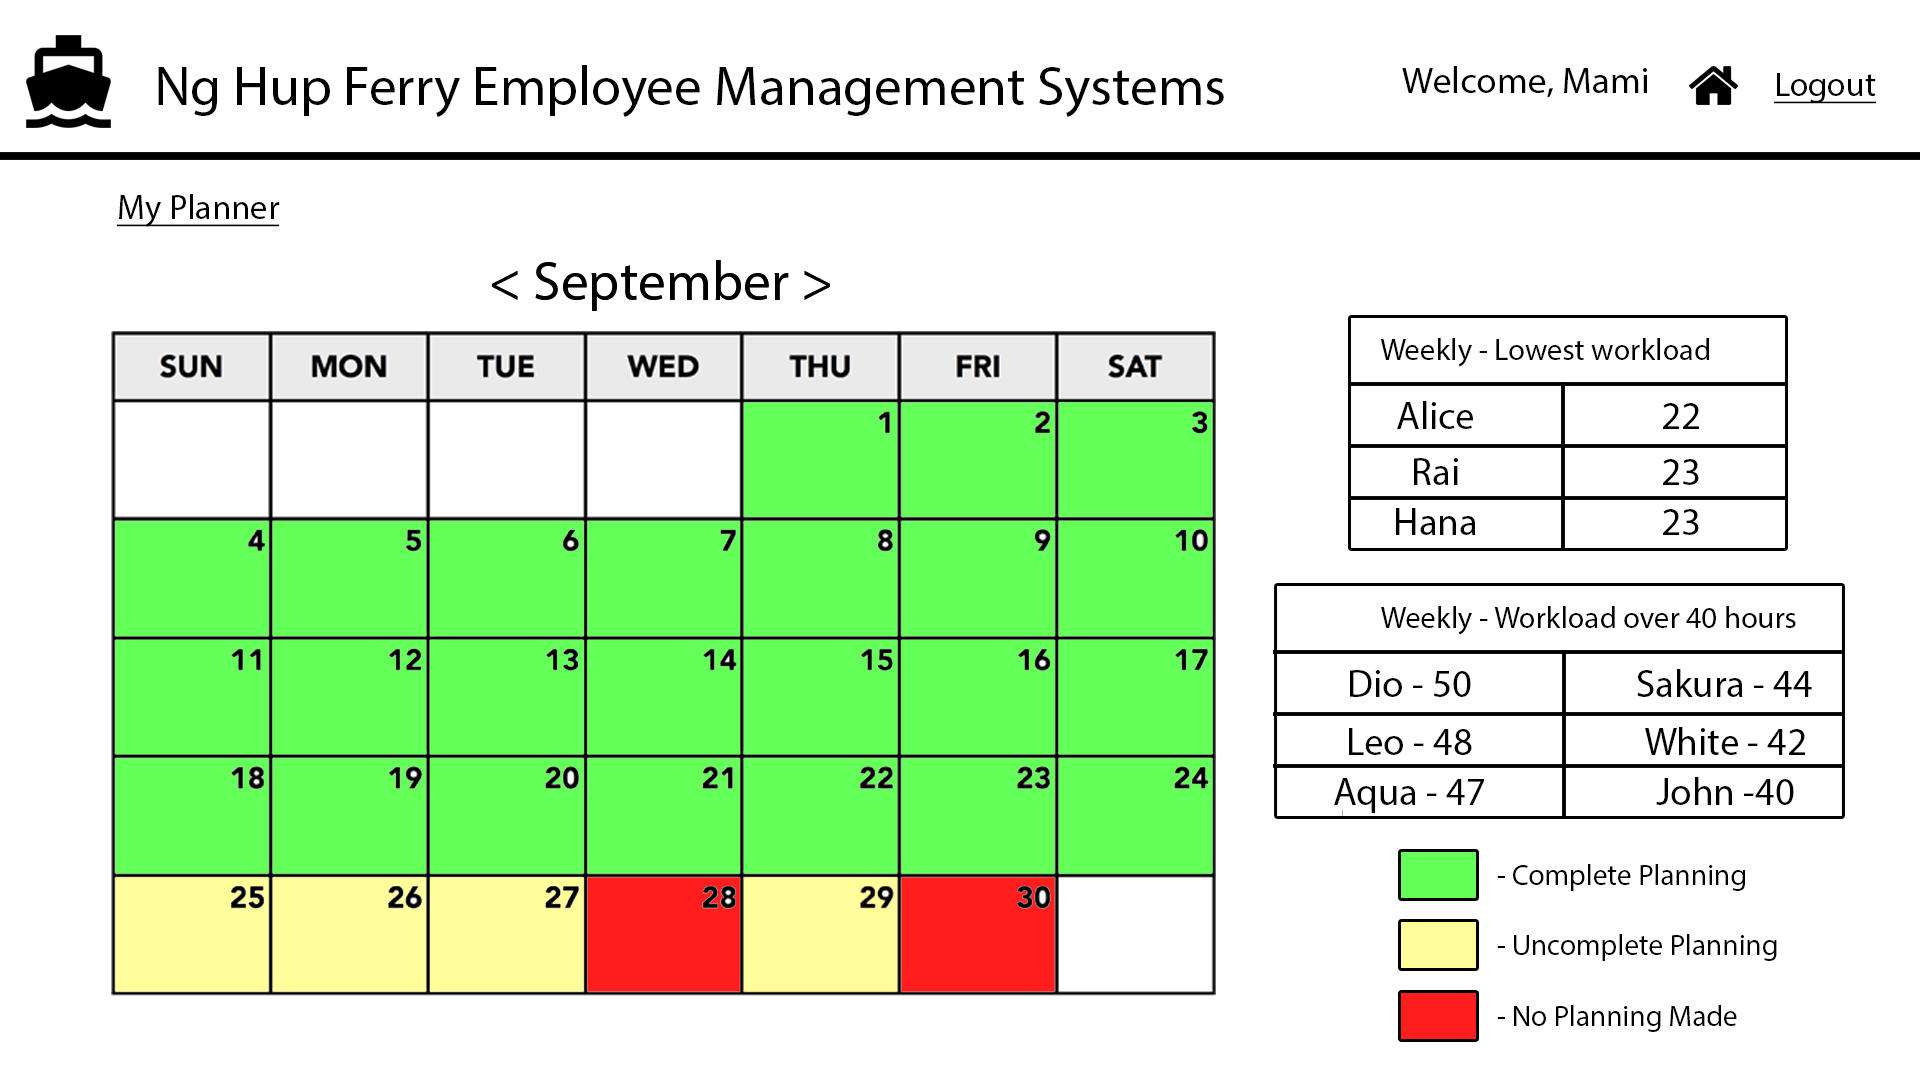 Ng Hup Ferry Employee Management Systems
Welcome, Mami
Logout
My Planner
< September >
SUN MON TUE WED THU FRI SAT
1 2 3
4 5 6 7 8 9 10
11 12 13 14 15 16 17
18 19 20 21 22 23 24
25 26 27 28 29 30
Weekly - Lowest workload
Alice 22
Rai 23
Hana 23
Weekly - Workload over 40 hours
Dio - 50 Sakura - 44
Leo - 48 White - 42
Aqua - 47 John -40
- Complete Planning
- Uncomplete Planning
- No Planning Made